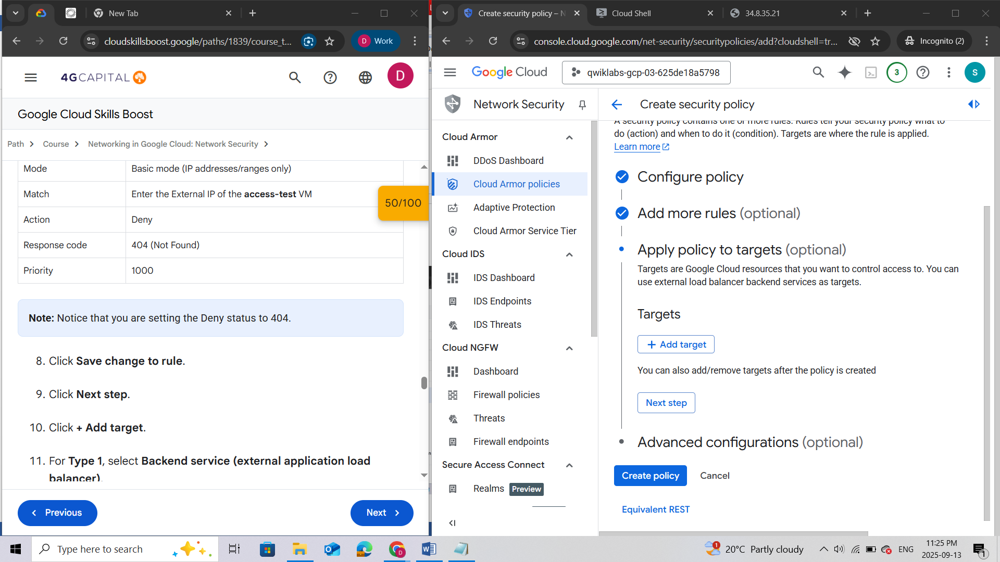 New Tab
cloudskillsboost.google/paths/1839/course_t...
D Work
4GCAPITAL
D
Google Cloud Skills Boost
Path > Course > Networking in Google Cloud: Network Security >
Mode Basic mode (IP addresses/ranges only)
Match Enter the External IP of the access-test VM
50/100
Action Deny
Response code 404 (Not Found)
Priority 1000
Note: Notice that you are setting the Deny status to 404.
8. Click Save change to rule.
9. Click Next step.
10. Click + Add target.
11. For Type 1, select Backend service (external application load
balancer).
Previous
Next
Create security policy – N
Cloud Shell
34.8.35.21
console.cloud.google.com/net-security/securitypolicies/add?cloudshell=tr...
Incognito (2)
Google Cloud
qwiklabs-gcp-03-625de18a5798
3
S
Network Security
Cloud Armor
DDoS Dashboard
Cloud Armor policies
Adaptive Protection
Cloud Armor Service Tier
Cloud IDS
IDS Dashboard
IDS Endpoints
IDS Threats
Cloud NGFW
Dashboard
Firewall policies
Threats
Firewall endpoints
Secure Access Connect
Realms Preview
Create security policy
A security policy contains one or more rules. Rules tell your security policy what to
do (action) and when to do it (condition). Targets are where the rule is applied.
Learn more
Configure policy
Add more rules (optional)
Apply policy to targets (optional)
Targets are Google Cloud resources that you want to control access to. You can
use external load balancer backend services as targets.
Targets
+ Add target
You can also add/remove targets after the policy is created
Next step
Advanced configurations (optional)
Create policy
Cancel
Equivalent REST
Type here to search
1
20°C Partly cloudy
ENG
11:25 PM
2025-09-13
1